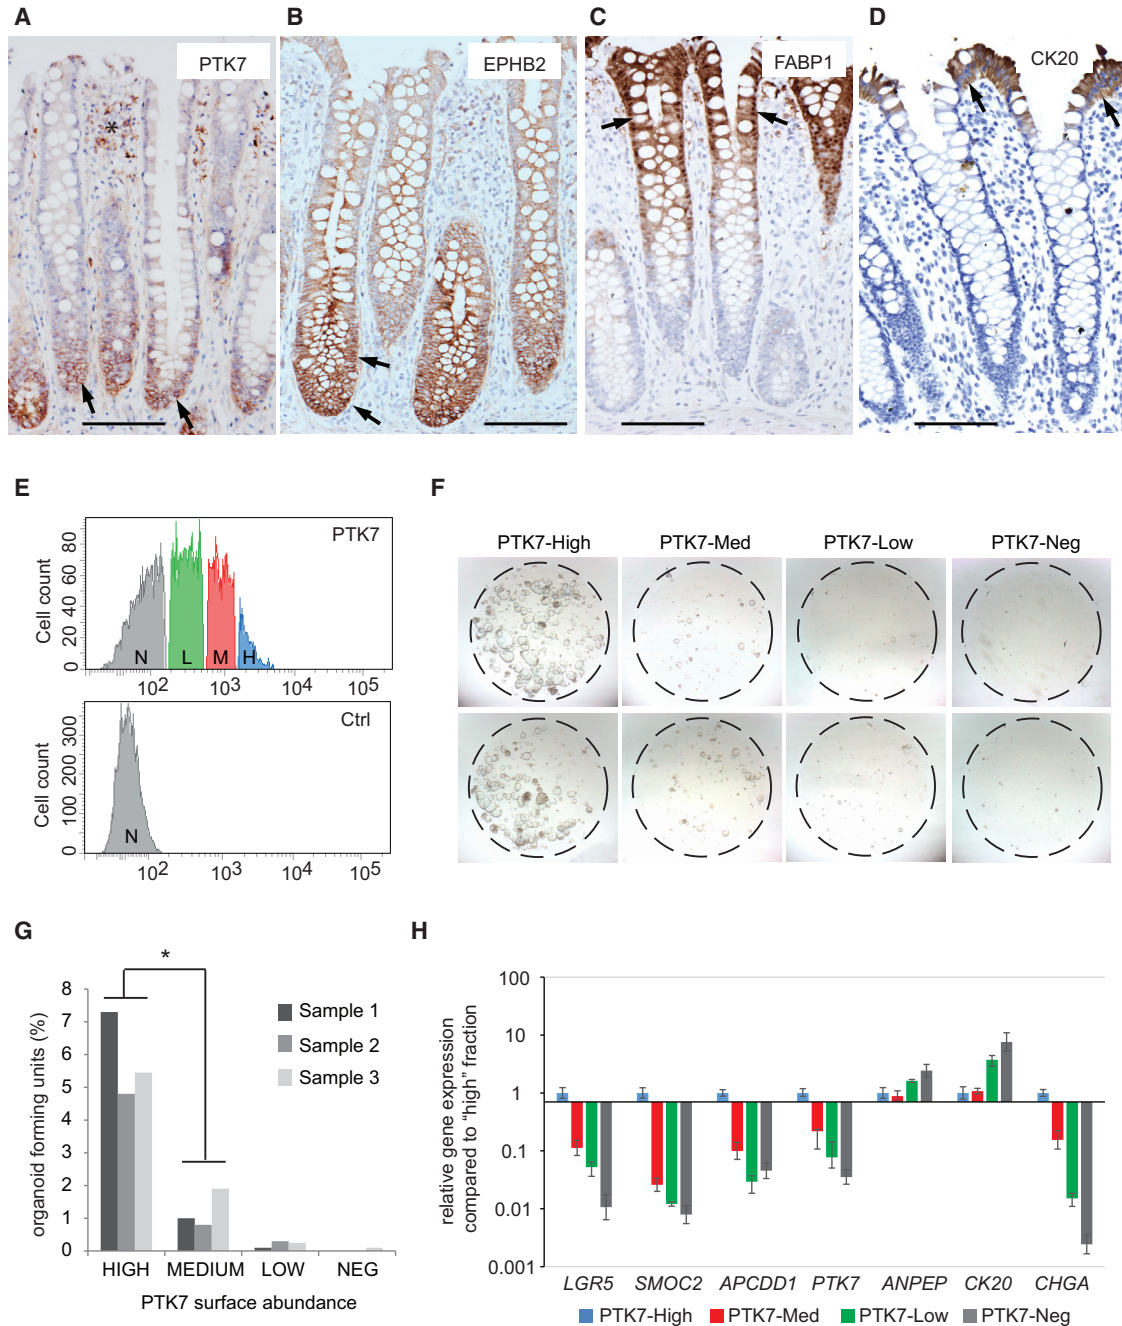 A
B
C
D
PTK7
EPHB2
FABP1
CK20
*
E
F
PTK7
Cell count
80
60
40
20
0
N
L
M
H
10²
10³
10⁴
10⁵
Ctrl
Cell count
300
200
100
0
N
10²
10³
10⁴
10⁵
PTK7-High
PTK7-Med
PTK7-Low
PTK7-Neg
G
H
*
organoid forming units (%)
8
7
6
5
4
3
2
1
0
Sample 1
Sample 2
Sample 3
HIGH
MEDIUM
LOW
NEG
PTK7 surface abundance
relative gene expression
compared to "high" fraction
100
10
1
0.1
0.01
0.001
LGR5
SMOC2
APCDD1
PTK7
ANPEP
CK20
CHGA
PTK7-High
PTK7-Med
PTK7-Low
PTK7-Neg